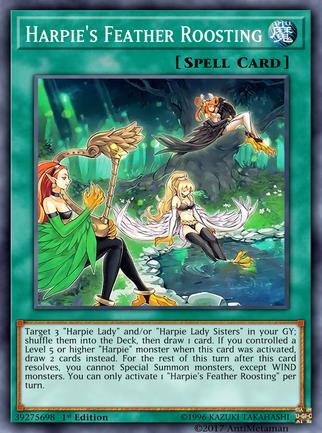 HARPIE'S FEATHER ROOSTING
[SPELL CARD]
Target 3 "Harpie Lady" and/or "Harpie Lady Sisters" in your GY;
shuffle them into the Deck, then draw 1 card. If you controlled a
Level 5 or higher "Harpie" monster when this card was activated,
draw 2 cards instead. For the rest of this turn after this card
resolves, you cannot Special Summon monsters, except WIND
monsters. You can only activate 1 "Harpie's Feather Roosting" per
turn.
39275698 1st Edition ©1996 KAZUKI TAKAHASHI
©2017 AntiMetaman